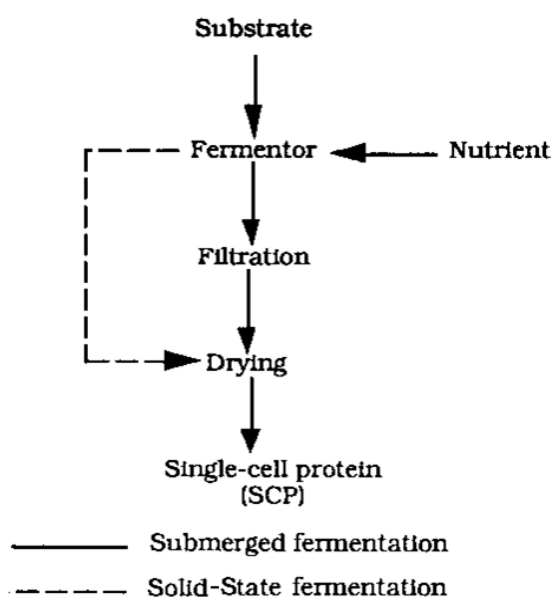 Substrate
Fermentor
Nutrient
Filtration
Drying
Single-cell protein
(SCP)
Submerged fermentation
Solid-State fermentation